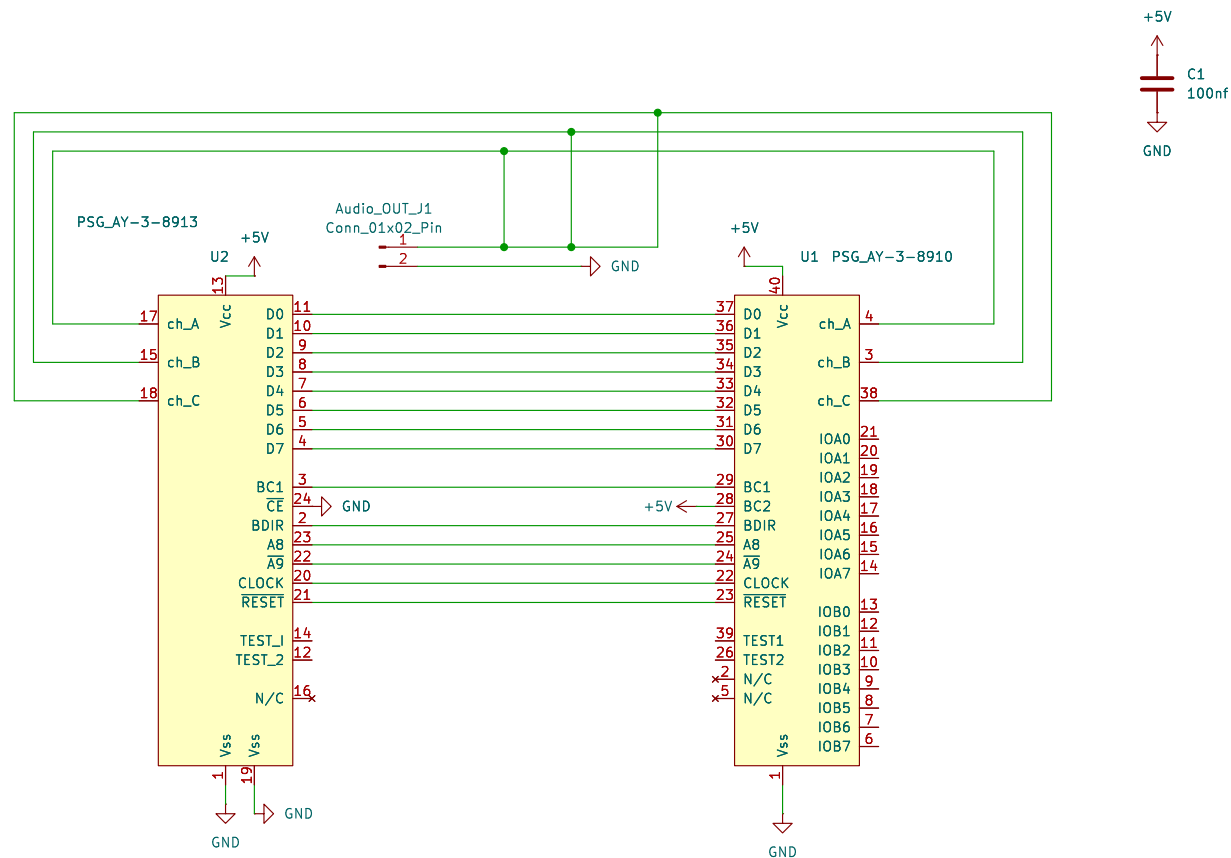 +5V
C1
100nf
GND
Audio_OUT_J1
Conn_01x02_Pin
1
2
GND
PSG_AY-3-8913
U2
+5V
13
Vcc
17
ch_A
15
ch_B
18
ch_C
D0
11
D1
10
D2
9
D3
8
D4
7
D5
6
D6
5
D7
4
BC1
3
CE
24
GND
BDIR
2
A8
23
A9
22
CLOCK
20
RESET
21
TEST_I
14
TEST_2
12
N/C
16
Vss
Vss
1
19
GND
GND
+5V
U1
PSG_AY-3-8910
40
Vcc
37
D0
36
D1
35
D2
34
D3
33
D4
32
D5
31
D6
30
D7
29
BC1
+5V
28
BC2
27
BDIR
25
A8
24
A9
22
CLOCK
23
RESET
39
TEST1
26
TEST2
2
N/C
5
N/C
ch_A
4
ch_B
3
ch_C
38
IOA0
21
IOA1
20
IOA2
19
IOA3
18
IOA4
17
IOA5
16
IOA6
15
IOA7
14
IOB0
13
IOB1
12
IOB2
11
IOB3
10
IOB4
9
IOB5
8
IOB6
7
IOB7
6
Vss
1
GND